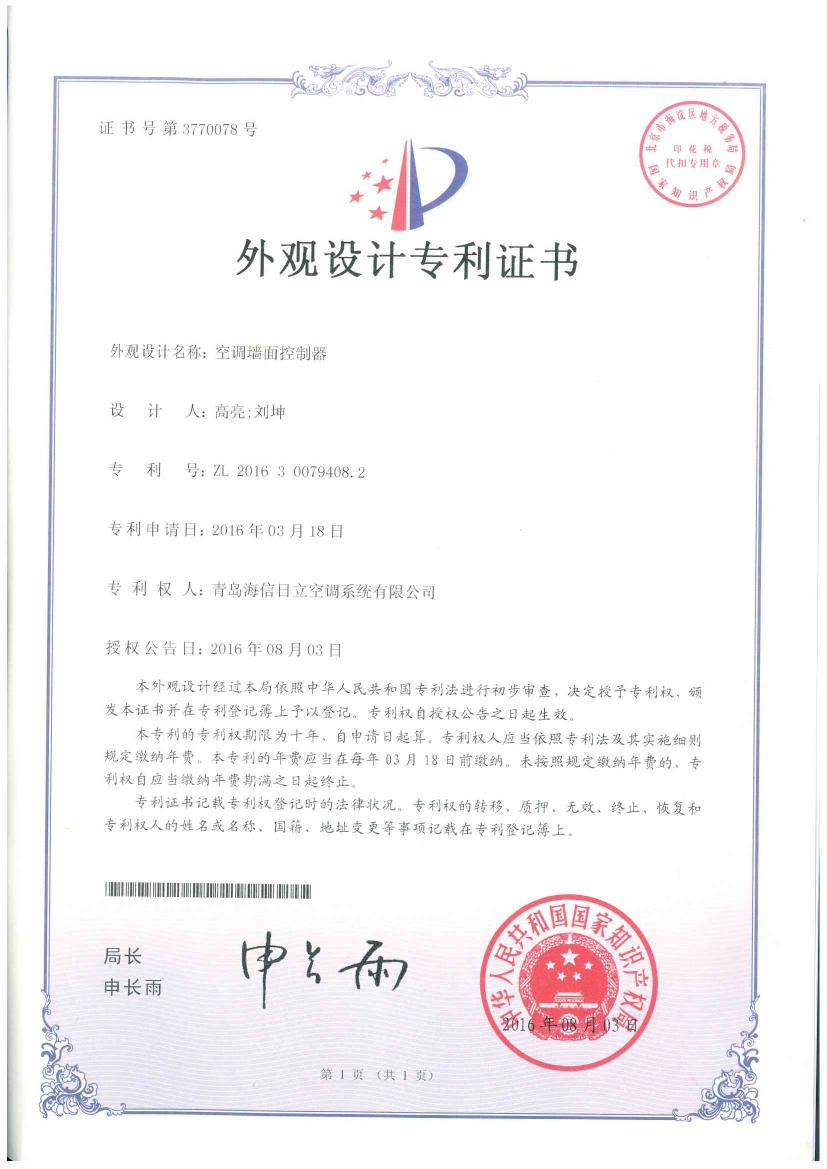 证书号第3770078号
北京市海淀区地方税务局
印花税
代扣专用章
国家知识产权局
外观设计专利证书
外观设计名称：空调墙面控制器
设计人：高亮;刘坤
专利号：ZL 2016 3 0079408.2
专利申请日：2016年03月18日
专利权人：青岛海信日立空调系统有限公司
授权公告日：2016年08月03日
本外观设计经过本局依照中华人民共和国专利法进行初步审查，决定授予专利权，颁
发本证书并在专利登记簿上予以登记。专利权自授权公告之日起生效。
本专利的专利权期限为十年，自申请日起算。专利权人应当依照专利法及其实施细则
规定缴纳年费。本专利的年费应当在每年03月18日前缴纳。未按照规定缴纳年费的，专
利权自应当缴纳年费期满之日起终止。
专利证书记载专利权登记时的法律状况。专利权的转移、质押、无效、终止、恢复和
专利权人的姓名或名称、国籍、地址变更等事项记载在专利登记簿上。
局长
申长雨
申长雨
中华人民共和国国家知识产权局
2016年08月03日
第1页（共1页）